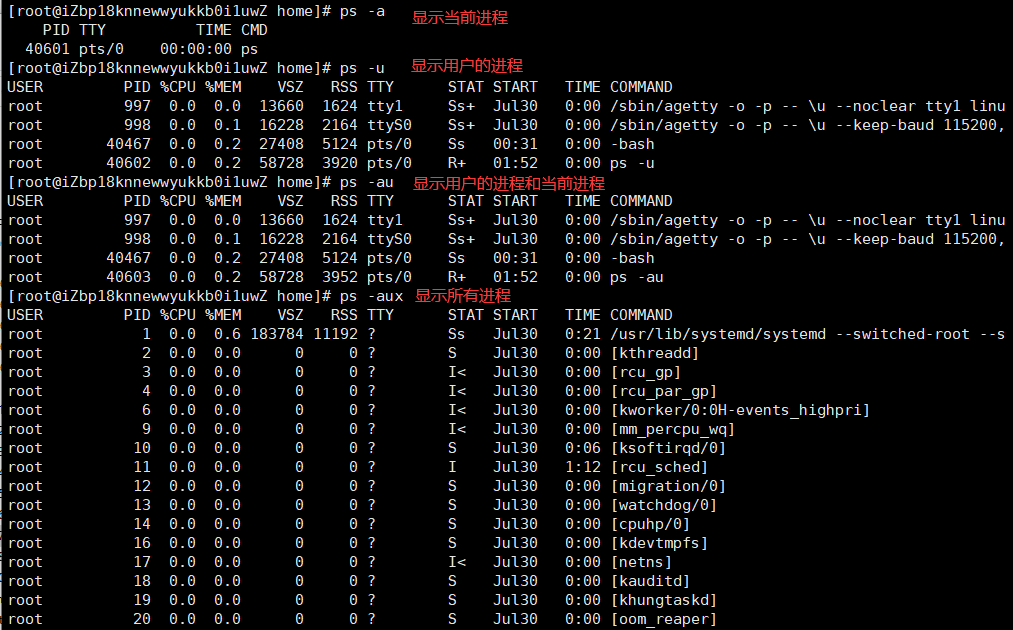 [root@iZbp18knnewwyukkb0i1uwZ home]# ps -a 显示当前进程
PID TTY TIME CMD
40601 pts/0 00:00:00 ps
[root@iZbp18knnewwyukkb0i1uwZ home]# ps -u 显示用户的进程
USER PID %CPU %MEM VSZ RSS TTY STAT START TIME COMMAND
root 997 0.0 0.0 13660 1624 tty1 Ss+ Jul30 0:00 /sbin/agetty -o -p -- \u --noclear tty1 linu
root 998 0.0 0.1 16228 2164 ttyS0 Ss+ Jul30 0:00 /sbin/agetty -o -p -- \u --keep-baud 115200,
root 40467 0.0 0.2 27408 5124 pts/0 Ss 00:31 0:00 -bash
root 40602 0.0 0.2 58728 3920 pts/0 R+ 01:52 0:00 ps -u
[root@iZbp18knnewwyukkb0i1uwZ home]# ps -au 显示用户的进程和当前进程
USER PID %CPU %MEM VSZ RSS TTY STAT START TIME COMMAND
root 997 0.0 0.0 13660 1624 tty1 Ss+ Jul30 0:00 /sbin/agetty -o -p -- \u --noclear tty1 linu
root 998 0.0 0.1 16228 2164 ttyS0 Ss+ Jul30 0:00 /sbin/agetty -o -p -- \u --keep-baud 115200,
root 40467 0.0 0.2 27408 5124 pts/0 Ss 00:31 0:00 -bash
root 40603 0.0 0.2 58728 3952 pts/0 R+ 01:52 0:00 ps -au
[root@iZbp18knnewwyukkb0i1uwZ home]# ps -aux 显示所有进程
USER PID %CPU %MEM VSZ RSS TTY STAT START TIME COMMAND
root 1 0.0 0.6 183784 11192 ? Ss Jul30 0:21 /usr/lib/systemd/systemd --switched-root --s
root 2 0.0 0.0 0 0 ? S Jul30 0:00 [kthreadd]
root 3 0.0 0.0 0 0 ? I< Jul30 0:00 [rcu_gp]
root 4 0.0 0.0 0 0 ? I< Jul30 0:00 [rcu_par_gp]
root 6 0.0 0.0 0 0 ? I< Jul30 0:00 [kworker/0:0H-events_highpri]
root 9 0.0 0.0 0 0 ? I< Jul30 0:00 [mm_percpu_wq]
root 10 0.0 0.0 0 0 ? S Jul30 0:06 [ksoftirqd/0]
root 11 0.0 0.0 0 0 ? I Jul30 1:12 [rcu_sched]
root 12 0.0 0.0 0 0 ? S Jul30 0:00 [migration/0]
root 13 0.0 0.0 0 0 ? S Jul30 0:00 [watchdog/0]
root 14 0.0 0.0 0 0 ? S Jul30 0:00 [cpuhp/0]
root 16 0.0 0.0 0 0 ? S Jul30 0:00 [kdevtmpfs]
root 17 0.0 0.0 0 0 ? I< Jul30 0:00 [netns]
root 18 0.0 0.0 0 0 ? S Jul30 0:00 [kauditd]
root 19 0.0 0.0 0 0 ? S Jul30 0:00 [khungtaskd]
root 20 0.0 0.0 0 0 ? S Jul30 0:00 [oom_reaper]